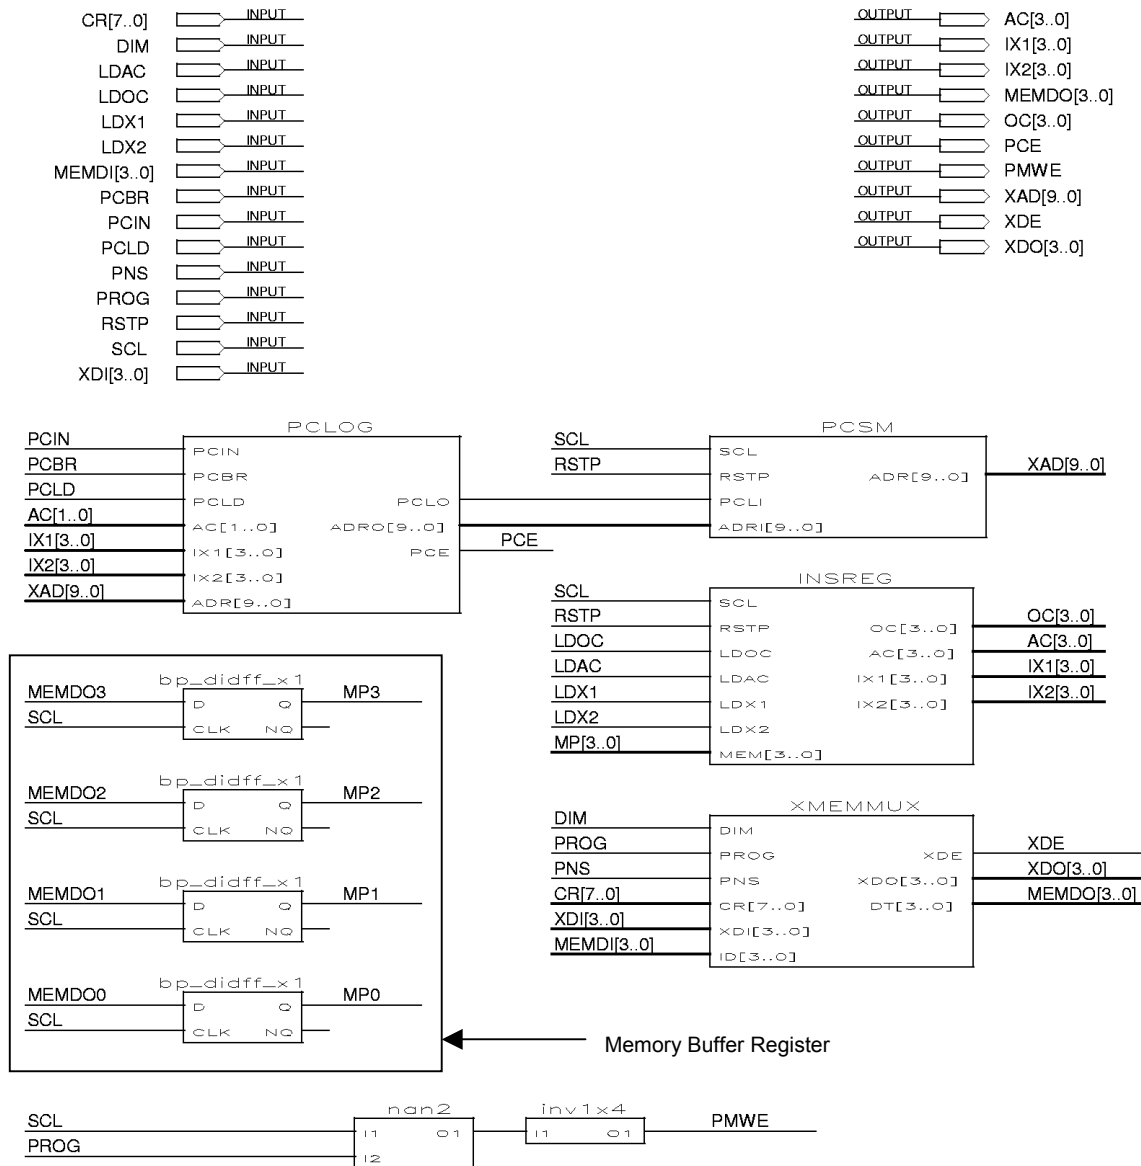 CR[7..0] INPUT
DIM INPUT
LDAC INPUT
LDOC INPUT
LDX1 INPUT
LDX2 INPUT
MEMDI[3..0] INPUT
PCBR INPUT
PCIN INPUT
PCLD INPUT
PNS INPUT
PROG INPUT
RSTP INPUT
SCL INPUT
XDI[3..0] INPUT
OUTPUT AC[3..0]
OUTPUT IX1[3..0]
OUTPUT IX2[3..0]
OUTPUT MEMDO[3..0]
OUTPUT OC[3..0]
OUTPUT PCE
OUTPUT PMWE
OUTPUT XAD[9..0]
OUTPUT XDE
OUTPUT XDO[3..0]
PCLOG
PCIN PCIN
PCBR PCBR
PCLD PCLD PCLO
AC[1..0] AC[1..0] ADRO[9..0]
IX1[3..0] IX1[3..0] PCE PCE
IX2[3..0] IX2[3..0]
XAD[9..0] ADR[9..0]
PCSM
SCL SCL
RSTP RSTP ADR[9..0] XAD[9..0]
PCLI
ADRI[9..0]
INSREG
SCL SCL
RSTP RSTP OC[3..0] OC[3..0]
LDOC LDOC AC[3..0] AC[3..0]
LDAC LDAC IX1[3..0] IX1[3..0]
LDX1 LDX1 IX2[3..0] IX2[3..0]
LDX2 LDX2
MP[3..0] MEM[3..0]
bp_didff_x1
MEMDO3 D Q MP3
SCL CLK NQ
bp_didff_x1
MEMDO2 D Q MP2
SCL CLK NQ
bp_didff_x1
MEMDO1 D Q MP1
SCL CLK NQ
bp_didff_x1
MEMDO0 D Q MP0
SCL CLK NQ
XMEMMUX
DIM DIM
PROG PROG XDE XDE
PNS PNS XDO[3..0] XDO[3..0]
CR[7..0] CR[7..0] DT[3..0] MEMDO[3..0]
XDI[3..0] XDI[3..0]
MEMDI[3..0] ID[3..0]
Memory Buffer Register
nan2 inv1x4
SCL I1 O1 I1 O1 PMWE
PROG I2